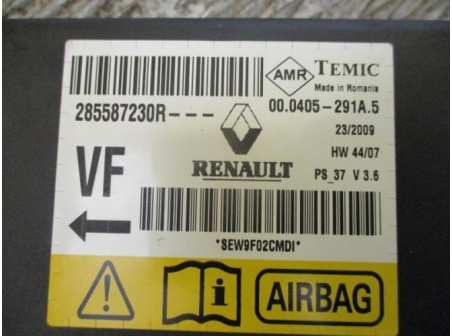 AMR TEMIC
Made in Romania
285587230R--- 00.0405-291A.5
23/2009
HW 44/07
RENAULT
VF
PS_37 V 3.6
*SEW9F02CMDI*
i
AIRBAG